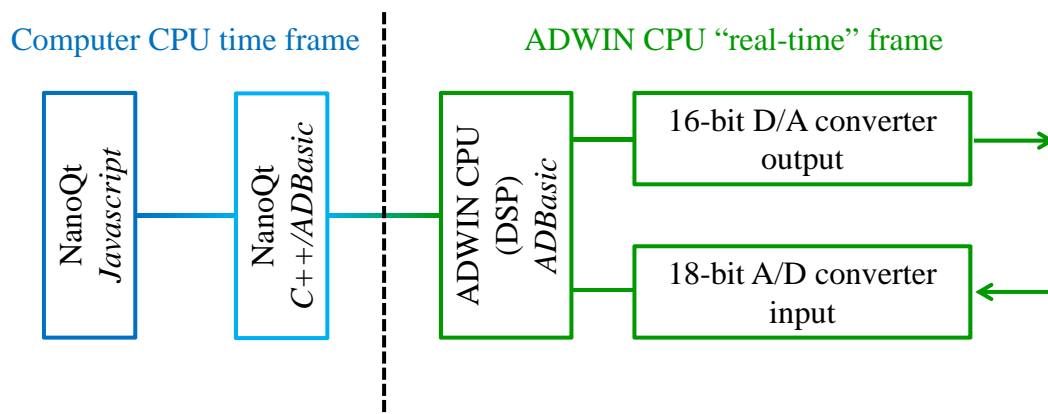 Computer CPU time frame
ADWIN CPU “real-time” frame
NanoQt
Javascript
NanoQt
C++/ADBasic
ADWIN CPU
(DSP)
ADBasic
16-bit D/A converter
output
18-bit A/D converter
input